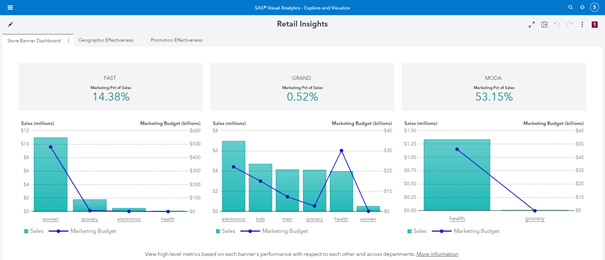 SAS® Visual Analytics - Explore and Visualize
S
Retail Insights
1
Store Banner Dashboard
Geographic Effectiveness
Promotion Effectiveness
FAST
Marketing Pct of Sales
14.38%
GRAND
Marketing Pct of Sales
0.52%
MODA
Marketing Pct of Sales
53.15%
Sales (millions)
Marketing Budget (billions)
$12
$10
$8
$6
$4
$2
$0
$600
$500
$400
$300
$200
$100
$0
women
grocery
electronics
health
Sales
Marketing Budget
Sales (millions)
Marketing Budget (billions)
$8
$6
$4
$2
$0
$40
$30
$20
$10
$0
electronics
kids
men
grocery
health
women
Sales
Marketing Budget
Sales (millions)
Marketing Budget (billions)
$1.50
$1.25
$1.00
$0.75
$0.50
$0.25
$0.00
$60
$50
$40
$30
$20
$10
$0
health
grocery
Sales
Marketing Budget
View high-level metrics based on each banner's performance with respect to each other and across departments. More information